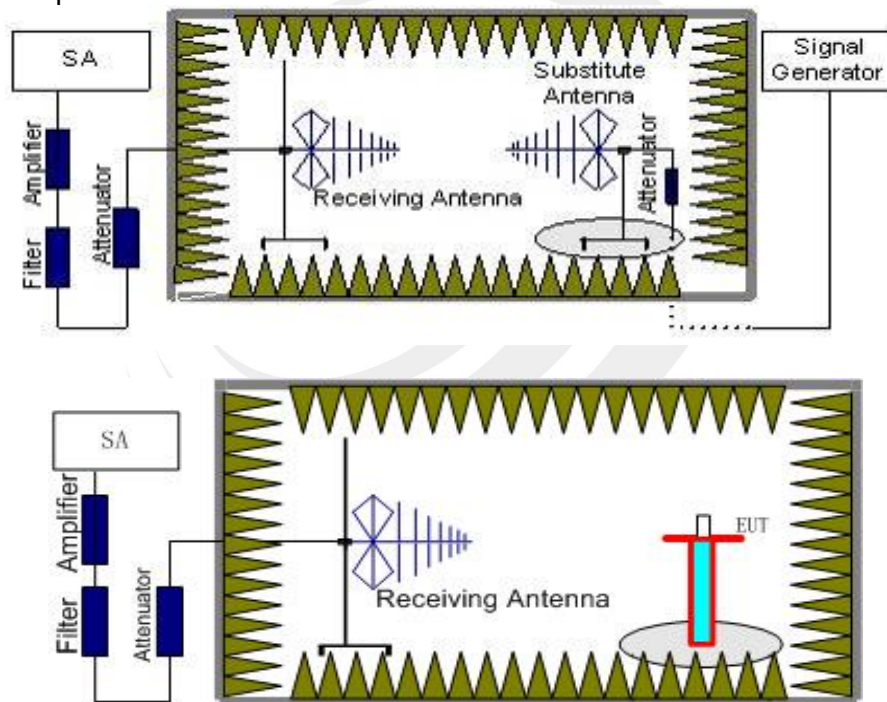 SA
Amplifier
Filter
Attenuator
Receiving Antenna
Substitute
Antenna
Attenuator
Signal
Generator
SA
Amplifier
Filter
Attenuator
Receiving Antenna
EUT